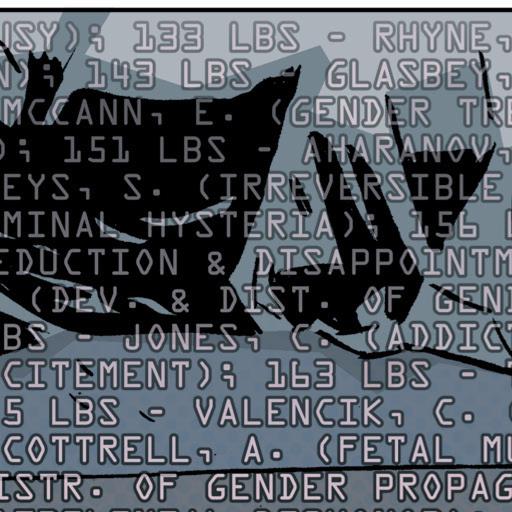 NSY); 133 LBS - RHYNE,
N); 143 LBS - GLASBEY,
MCCANN, E. (GENDER TRE
); 151 LBS - AHARANOV,
EYS, S. (IRREVERSIBLE
MINAL HYSTERIA); 156 L
EDUCTION & DISAPPOINTM
(DEV. & DIST. OF GEN
BS - JONES, C. (ADDICT
CITEMENT); 163 LBS -
5 LBS - VALENCIK, C. (
COTTRELL, A. (FETAL MU
ISTR. OF GENDER PROPAG